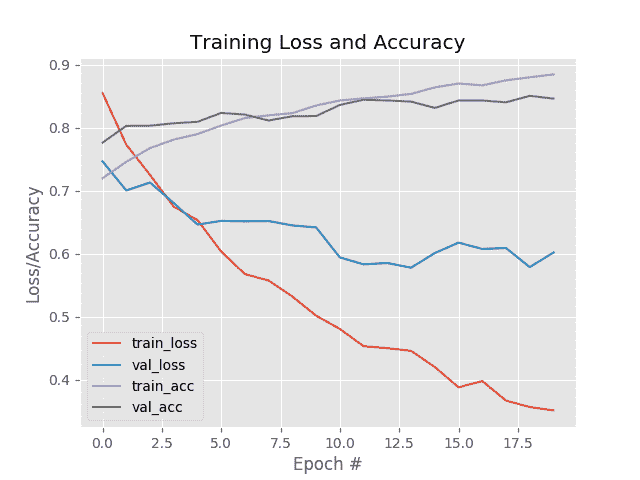 Training Loss and Accuracy
0.9
0.8
0.7
0.6
0.5
0.4
Loss/Accuracy
train_loss
val_loss
train_acc
val_acc
0.0 2.5 5.0 7.5 10.0 12.5 15.0 17.5
Epoch #